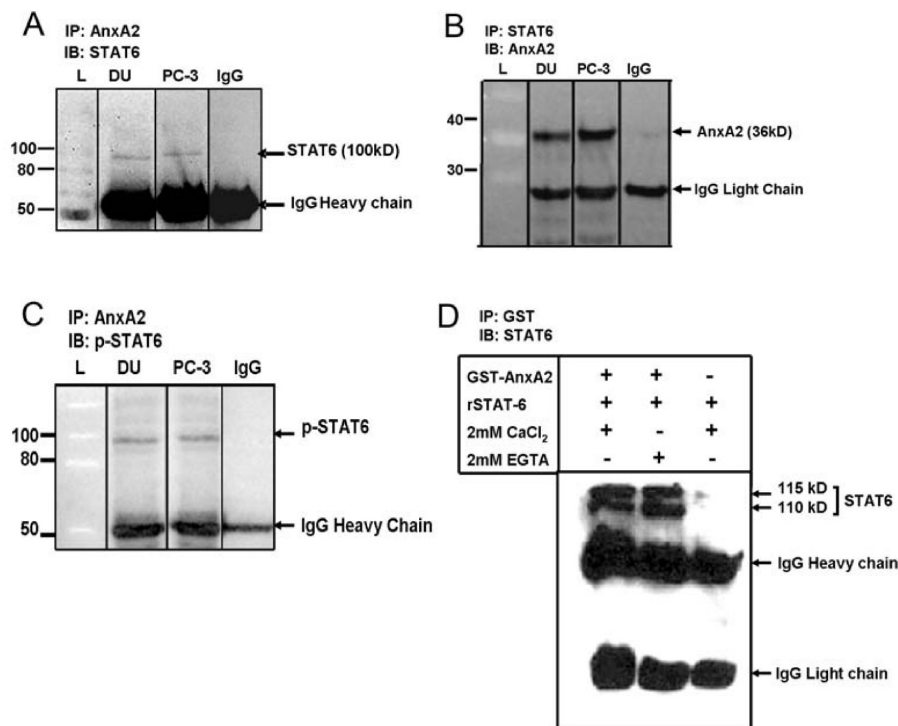 A
IP: AnxA2
IB: STAT6
L DU PC-3 IgG
100
80
50
STAT6 (100kD)
IgG Heavy chain
B
IP: STAT6
IB: AnxA2
L DU PC-3 IgG
40
30
AnxA2 (36kD)
IgG Light Chain
C
IP: AnxA2
IB: p-STAT6
L DU PC-3 IgG
100
80
50
p-STAT6
IgG Heavy Chain
D
IP: GST
IB: STAT6
GST-AnxA2 + + -
rSTAT-6 + + +
2mM CaCl₂ + - +
2mM EGTA - + -
115 kD
110 kD
STAT6
IgG Heavy chain
IgG Light chain